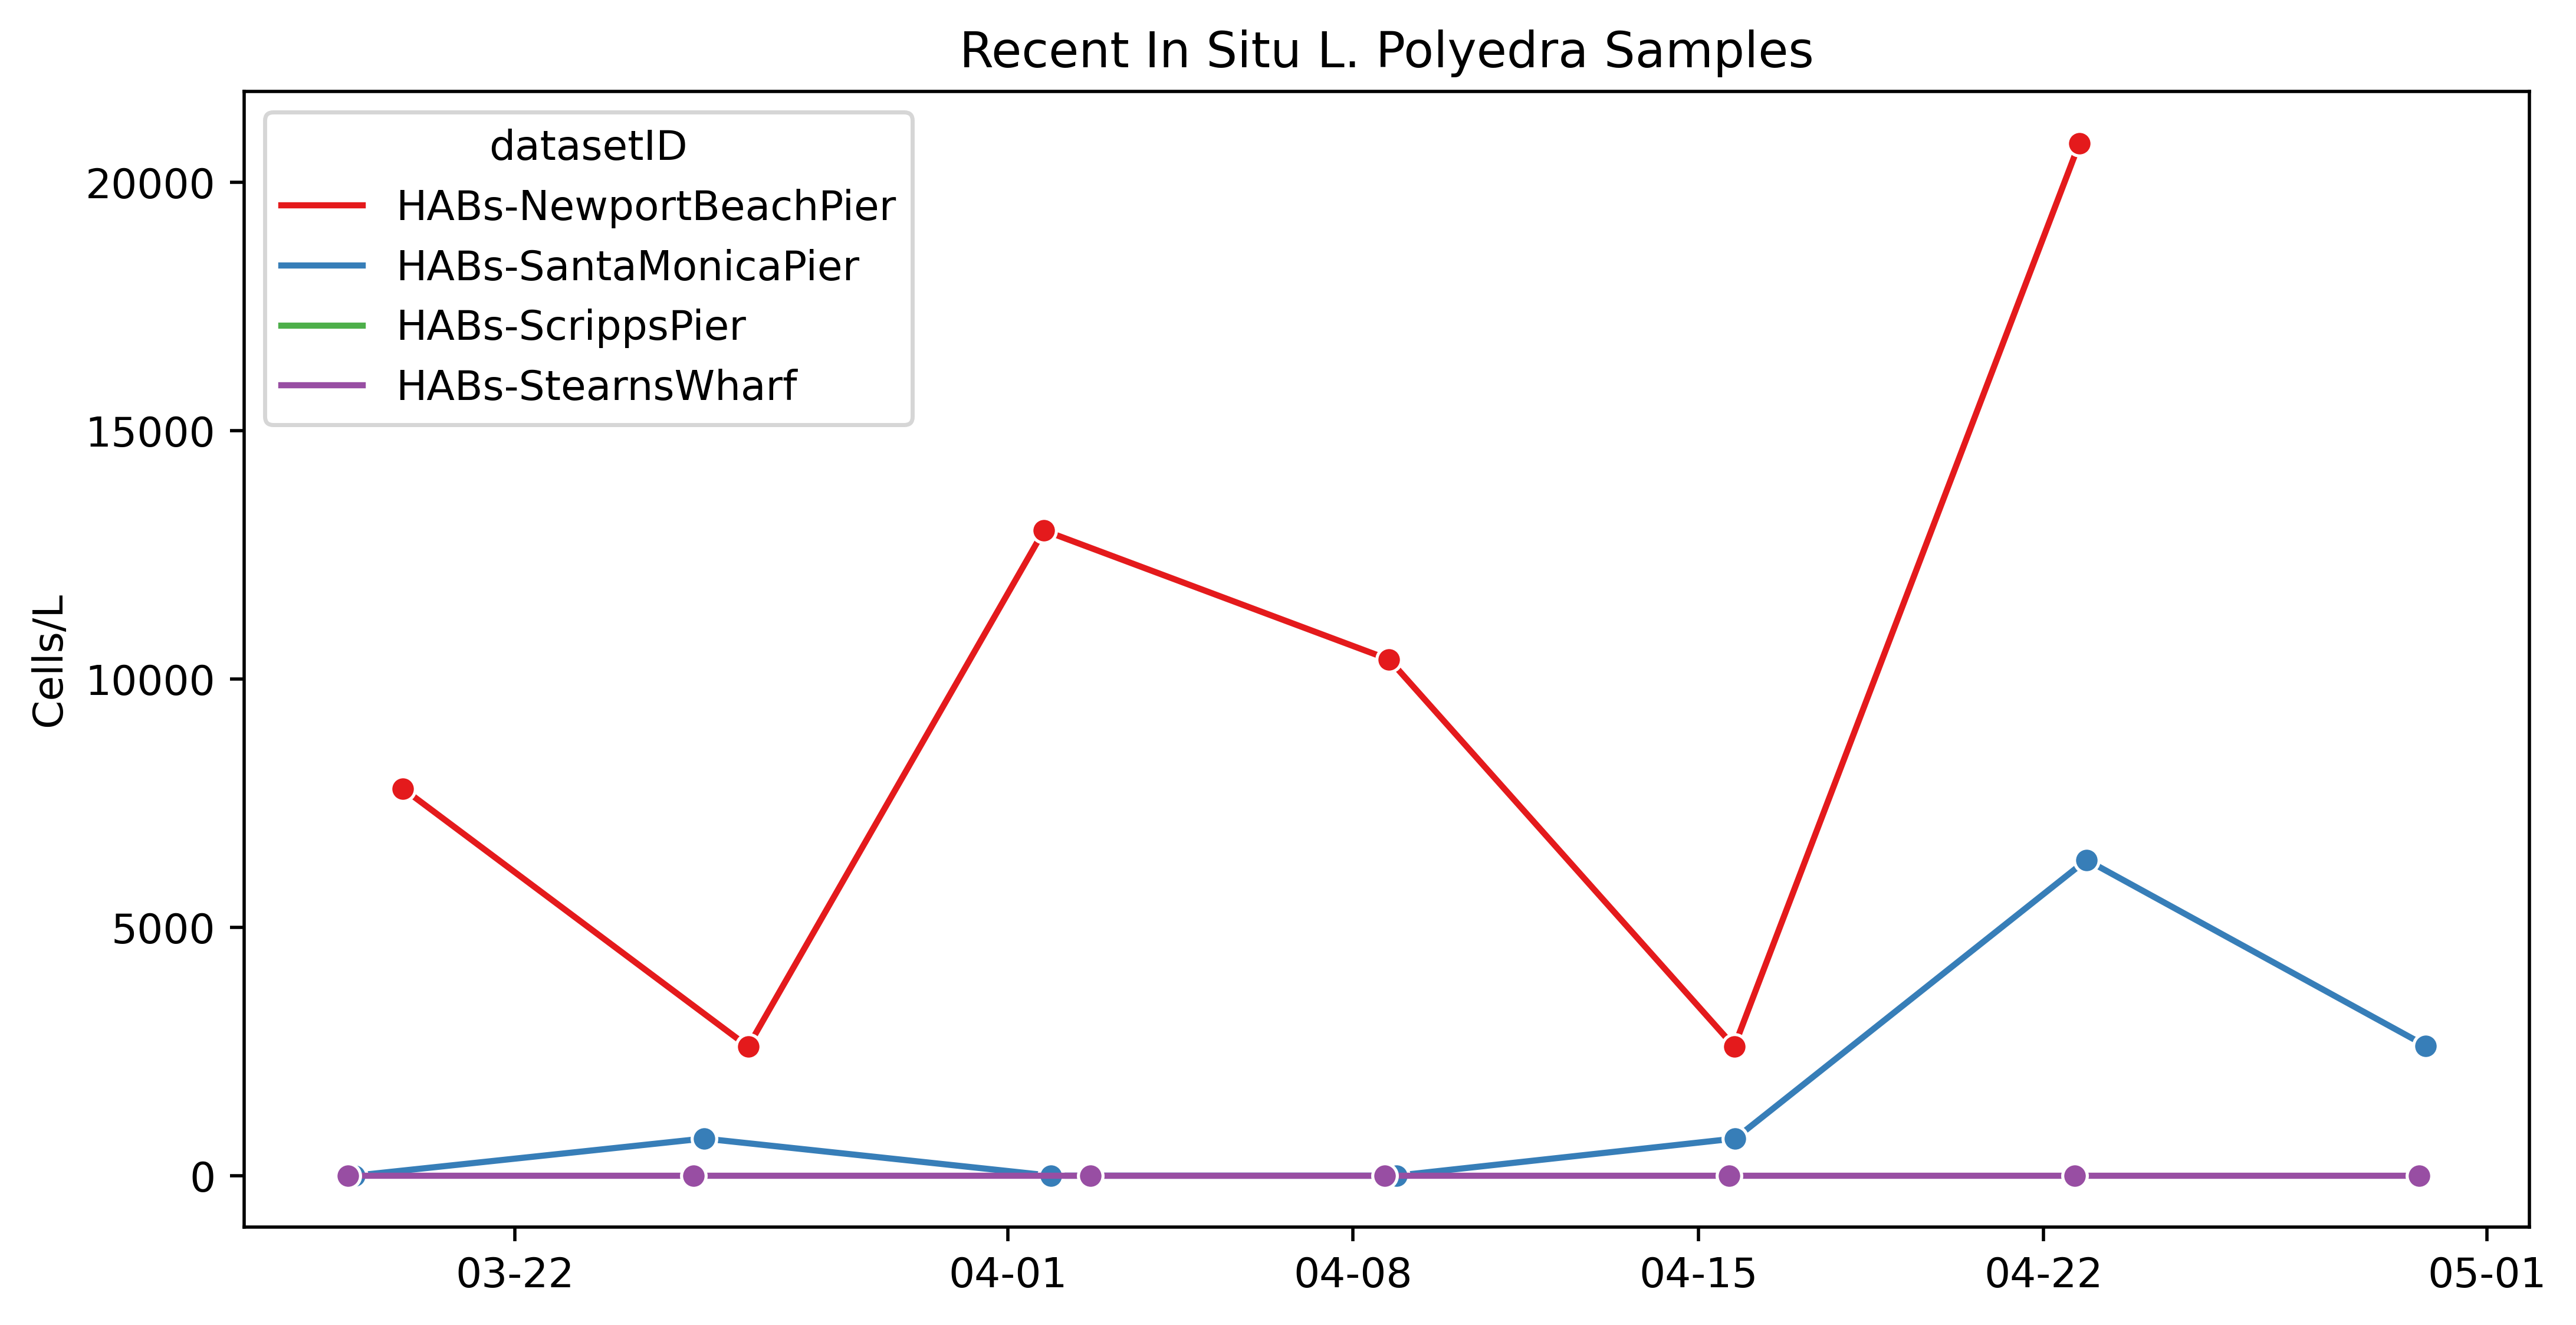 Recent In Situ L. Polyedra Samples
datasetID
HABs-NewportBeachPier
HABs-SantaMonicaPier
HABs-ScrippsPier
HABs-StearnsWharf
20000
15000
10000
5000
0
Cells/L
03-22
04-01
04-08
04-15
04-22
05-01